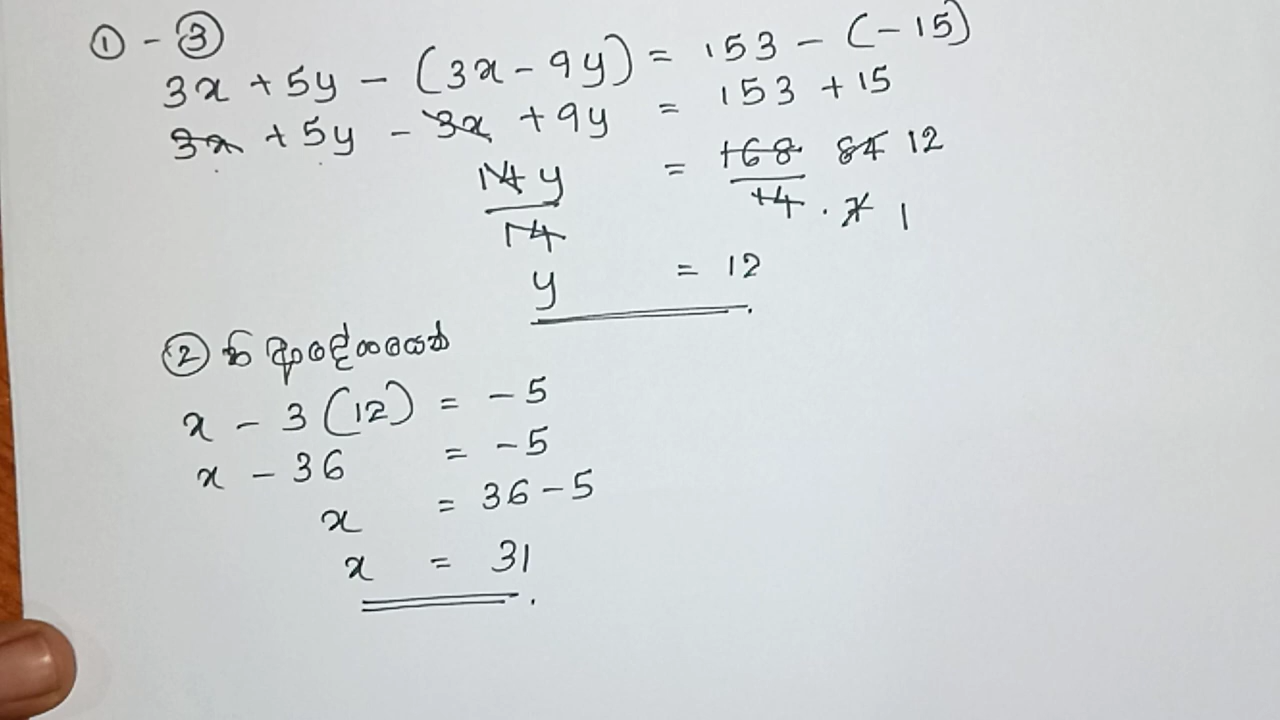 ① - ③
3x + 5y - (3x - 9y) = 153 - (-15)
3x + 5y - 3x + 9y = 153 + 15
14y = 168 84 12
14 14 . 7 1
y = 12
② හි ආදේශයෙන්
x - 3 (12) = - 5
x - 36 = - 5
x = 36 - 5
x = 31